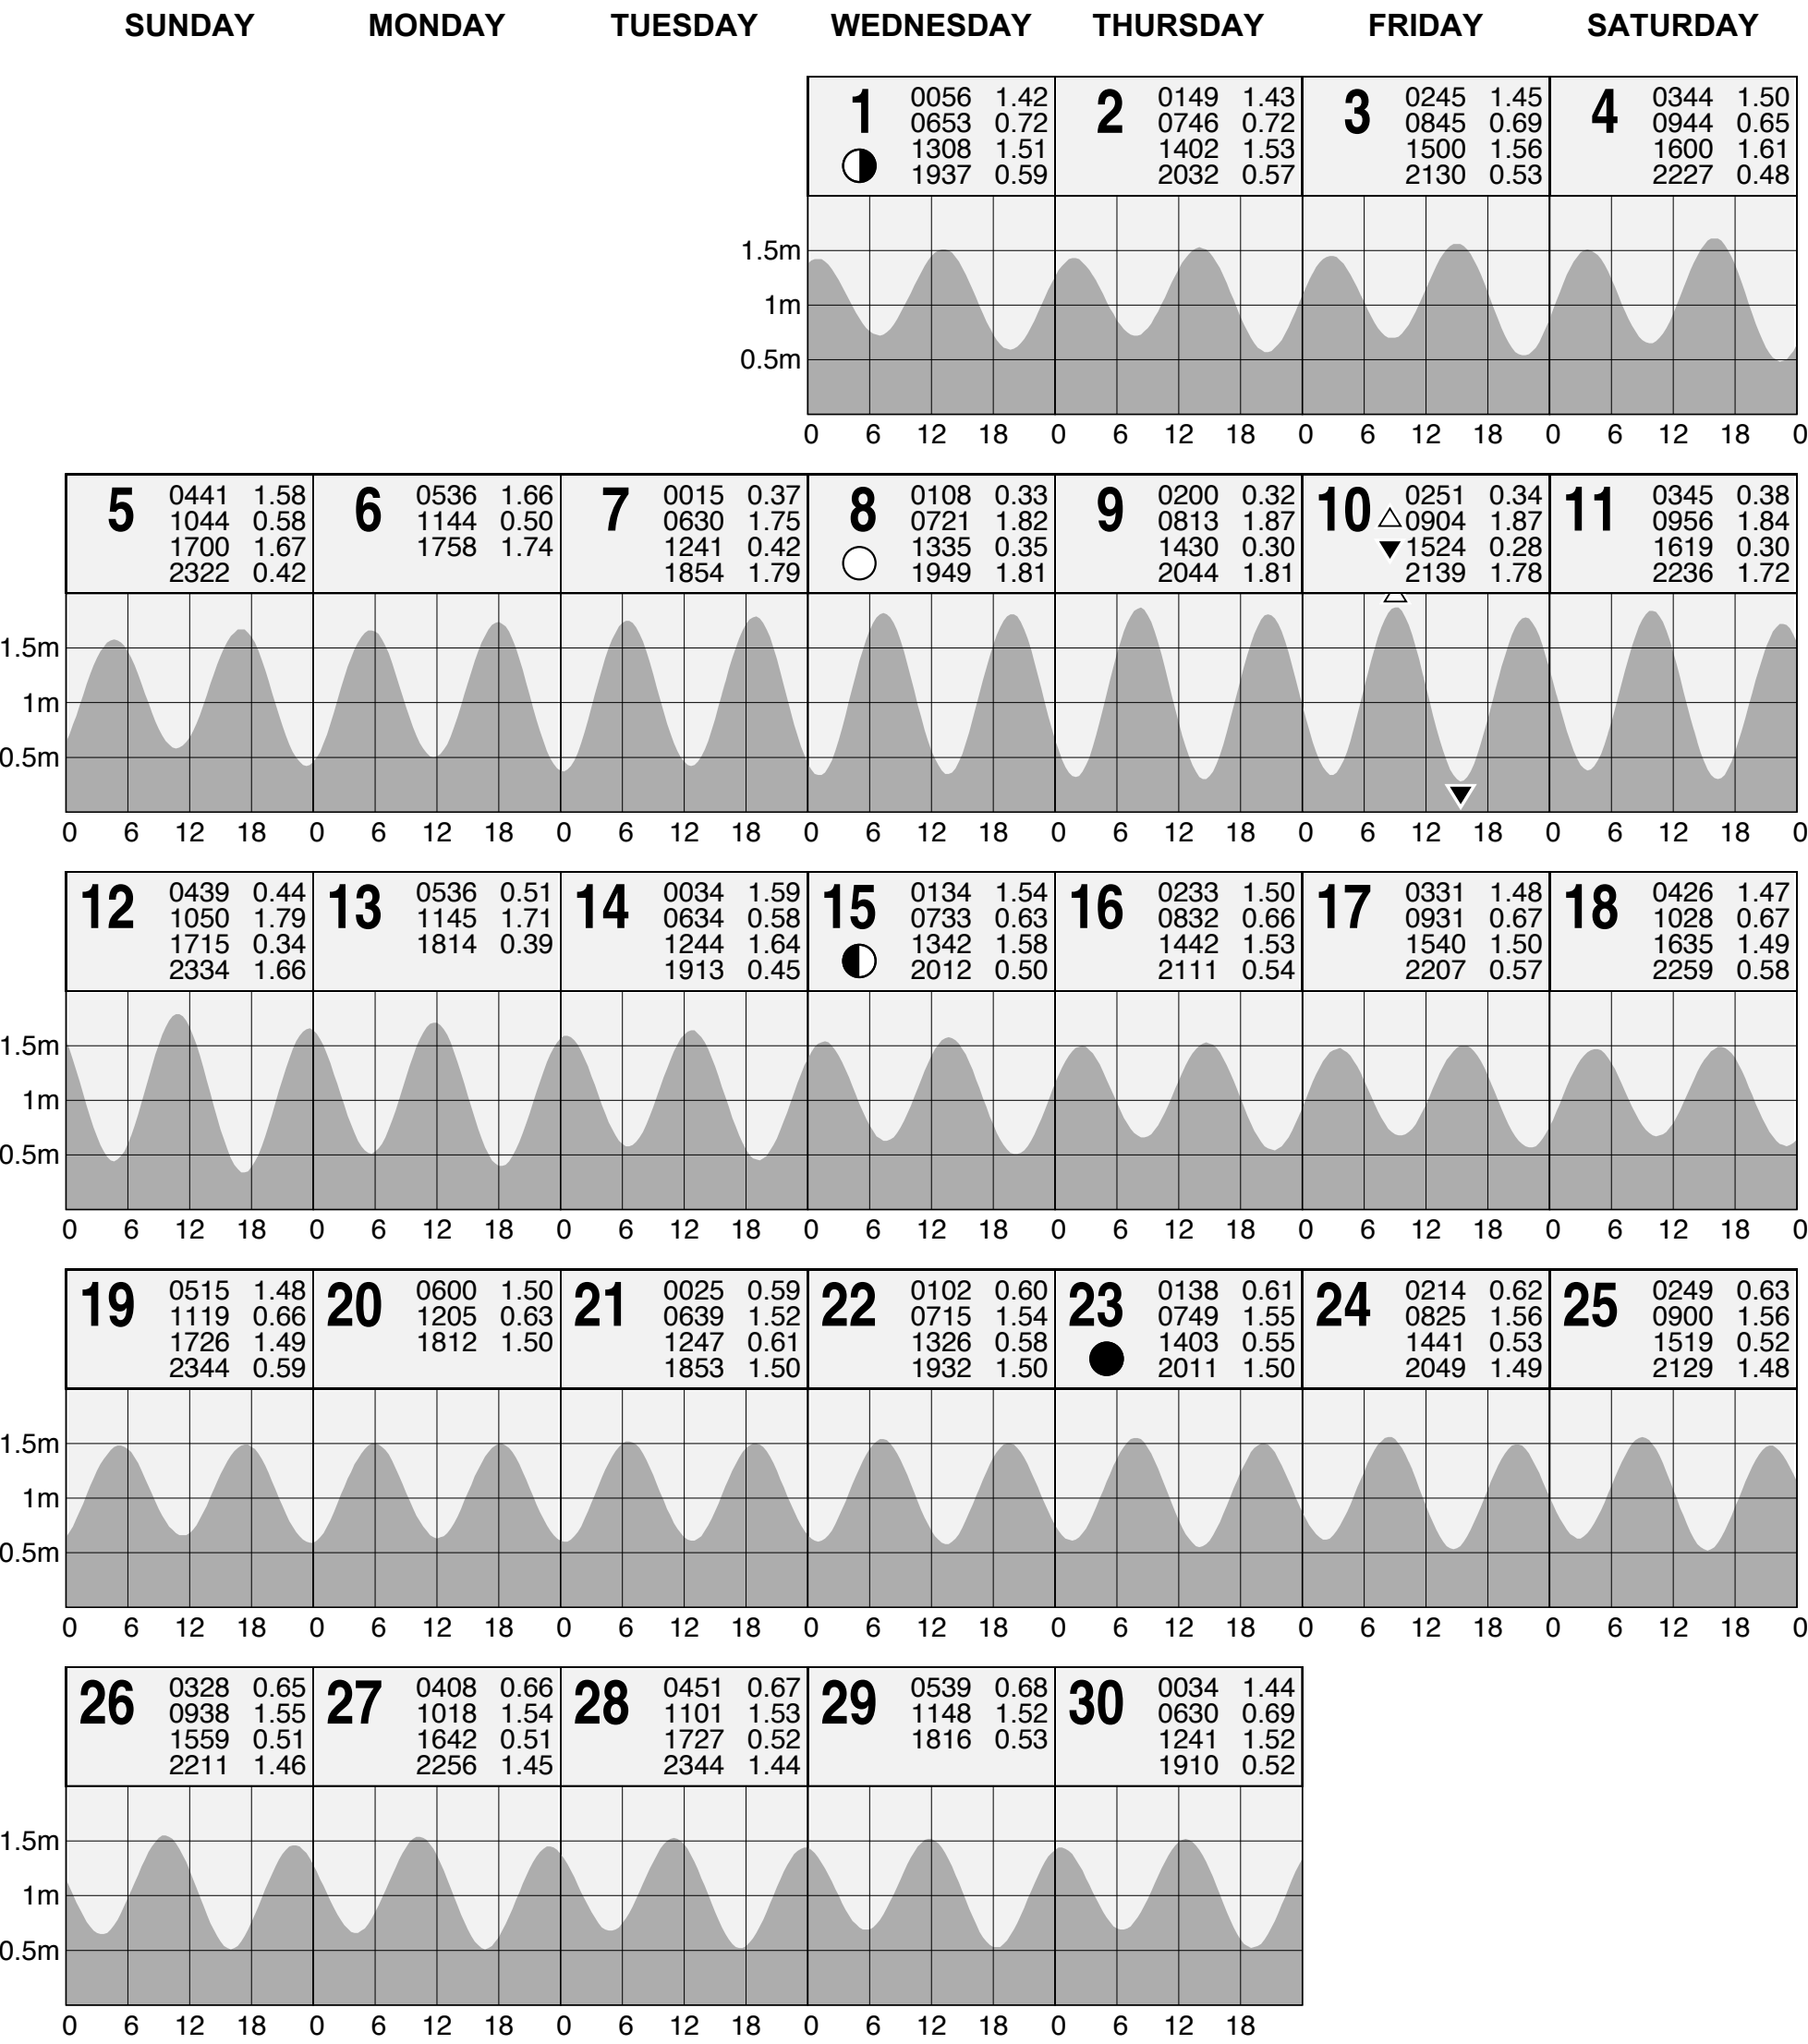 SUNDAY MONDAY TUESDAY WEDNESDAY THURSDAY FRIDAY SATURDAY
1 0056 1.42
0653 0.72
1308 1.51
1937 0.59
2 0149 1.43
0746 0.72
1402 1.53
2032 0.57
3 0245 1.45
0845 0.69
1500 1.56
2130 0.53
4 0344 1.50
0944 0.65
1600 1.61
2227 0.48
1.5m
1m
0.5m
0 6 12 18 0 6 12 18 0 6 12 18 0 6 12 18 0
5 0441 1.58
1044 0.58
1700 1.67
2322 0.42
6 0536 1.66
1144 0.50
1758 1.74
7 0015 0.37
0630 1.75
1241 0.42
1854 1.79
8 0108 0.33
0721 1.82
1335 0.35
1949 1.81
9 0200 0.32
0813 1.87
1430 0.30
2044 1.81
10 0251 0.34
0904 1.87
1524 0.28
2139 1.78
11 0345 0.38
0956 1.84
1619 0.30
2236 1.72
1.5m
1m
0.5m
0 6 12 18 0 6 12 18 0 6 12 18 0 6 12 18 0 6 12 18 0 6 12 18 0 6 12 18 0
12 0439 0.44
1050 1.79
1715 0.34
2334 1.66
13 0536 0.51
1145 1.71
1814 0.39
14 0034 1.59
0634 0.58
1244 1.64
1913 0.45
15 0134 1.54
0733 0.63
1342 1.58
2012 0.50
16 0233 1.50
0832 0.66
1442 1.53
2111 0.54
17 0331 1.48
0931 0.67
1540 1.50
2207 0.57
18 0426 1.47
1028 0.67
1635 1.49
2259 0.58
1.5m
1m
0.5m
0 6 12 18 0 6 12 18 0 6 12 18 0 6 12 18 0 6 12 18 0 6 12 18 0 6 12 18 0
19 0515 1.48
1119 0.66
1726 1.49
2344 0.59
20 0600 1.50
1205 0.63
1812 1.50
21 0025 0.59
0639 1.52
1247 0.61
1853 1.50
22 0102 0.60
0715 1.54
1326 0.58
1932 1.50
23 0138 0.61
0749 1.55
1403 0.55
2011 1.50
24 0214 0.62
0825 1.56
1441 0.53
2049 1.49
25 0249 0.63
0900 1.56
1519 0.52
2129 1.48
1.5m
1m
0.5m
0 6 12 18 0 6 12 18 0 6 12 18 0 6 12 18 0 6 12 18 0 6 12 18 0 6 12 18 0
26 0328 0.65
0938 1.55
1559 0.51
2211 1.46
27 0408 0.66
1018 1.54
1642 0.51
2256 1.45
28 0451 0.67
1101 1.53
1727 0.52
2344 1.44
29 0539 0.68
1148 1.52
1816 0.53
30 0034 1.44
0630 0.69
1241 1.52
1910 0.52
1.5m
1m
0.5m
0 6 12 18 0 6 12 18 0 6 12 18 0 6 12 18 0 6 12 18